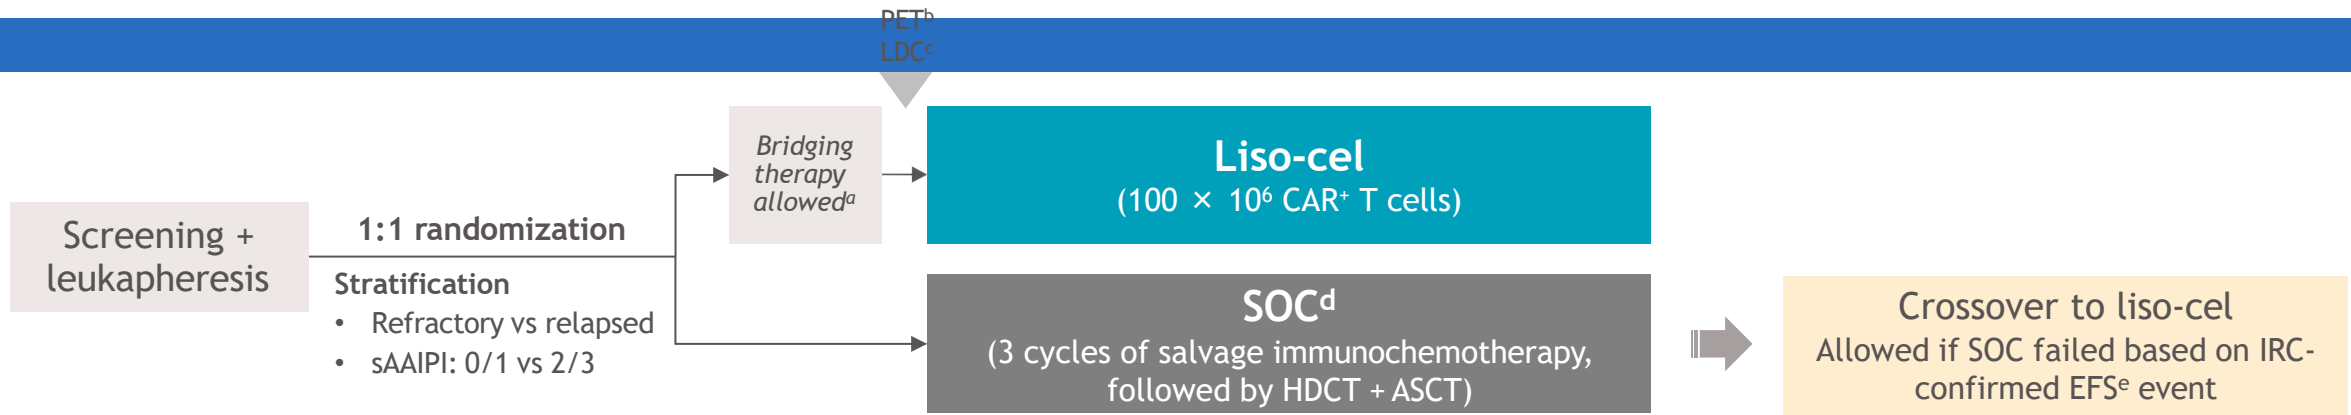 PETᵇ
LDCᶜ
Bridging
therapy
allowedᵃ
Liso-cel
(100 × 10⁶ CAR⁺ T cells)
Screening +
leukapheresis
1:1 randomization
Stratification
• Refractory vs relapsed
• sAAIPI: 0/1 vs 2/3
SOCᵈ
(3 cycles of salvage immunochemotherapy,
followed by HDCT + ASCT)
Crossover to liso-cel
Allowed if SOC failed based on IRC-
confirmed EFSᵉ event